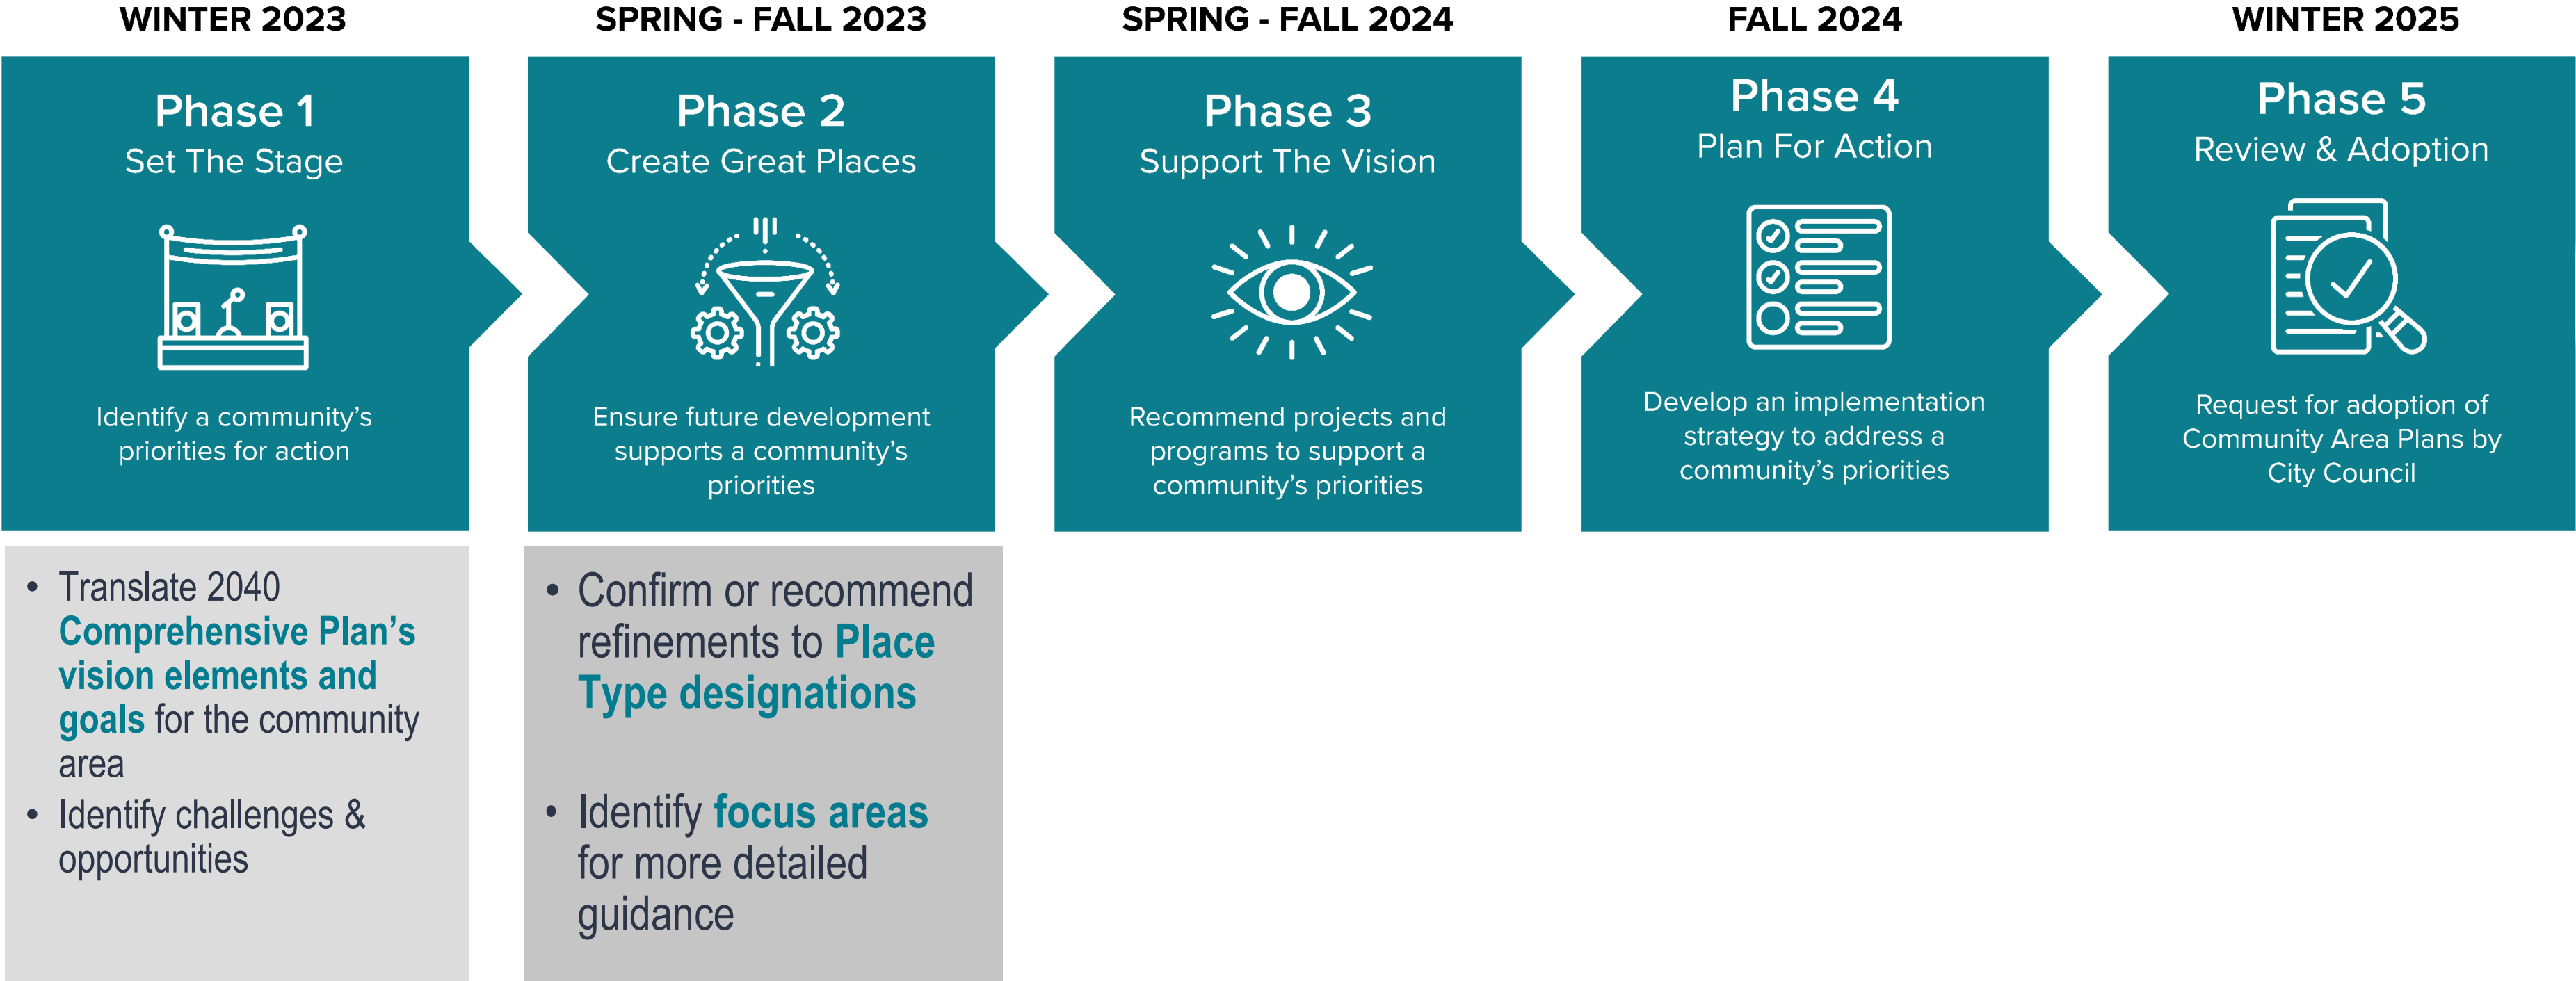 WINTER 2023
Phase 1
Set The Stage
Identify a community's
priorities for action
• Translate 2040
Comprehensive Plan's
vision elements and
goals for the community
area
• Identify challenges &
opportunities
SPRING - FALL 2023
Phase 2
Create Great Places
Ensure future development
supports a community's
priorities
• Confirm or recommend
refinements to Place
Type designations
• Identify focus areas
for more detailed
guidance
SPRING - FALL 2024
Phase 3
Support The Vision
Recommend projects and
programs to support a
community's priorities
FALL 2024
Phase 4
Plan For Action
Develop an implementation
strategy to address a
community's priorities
WINTER 2025
Phase 5
Review & Adoption
Request for adoption of
Community Area Plans by
City Council